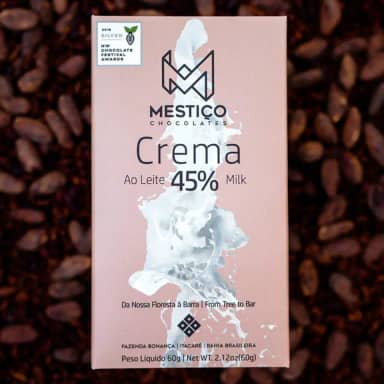 2019
SILVER
NW
CHOCOLATE
FESTIVAL
AWARDS
MESTIÇO
CHOCOLATES
Crema
Ao Leite 45% Milk
Da Nossa Floresta à Barra | From Tree to Bar
FAZENDA BONANÇA | ITACARÉ | BAHIA BRASILEIRA
Peso Líquido 60g | Net WT. 2.12oz(60g)